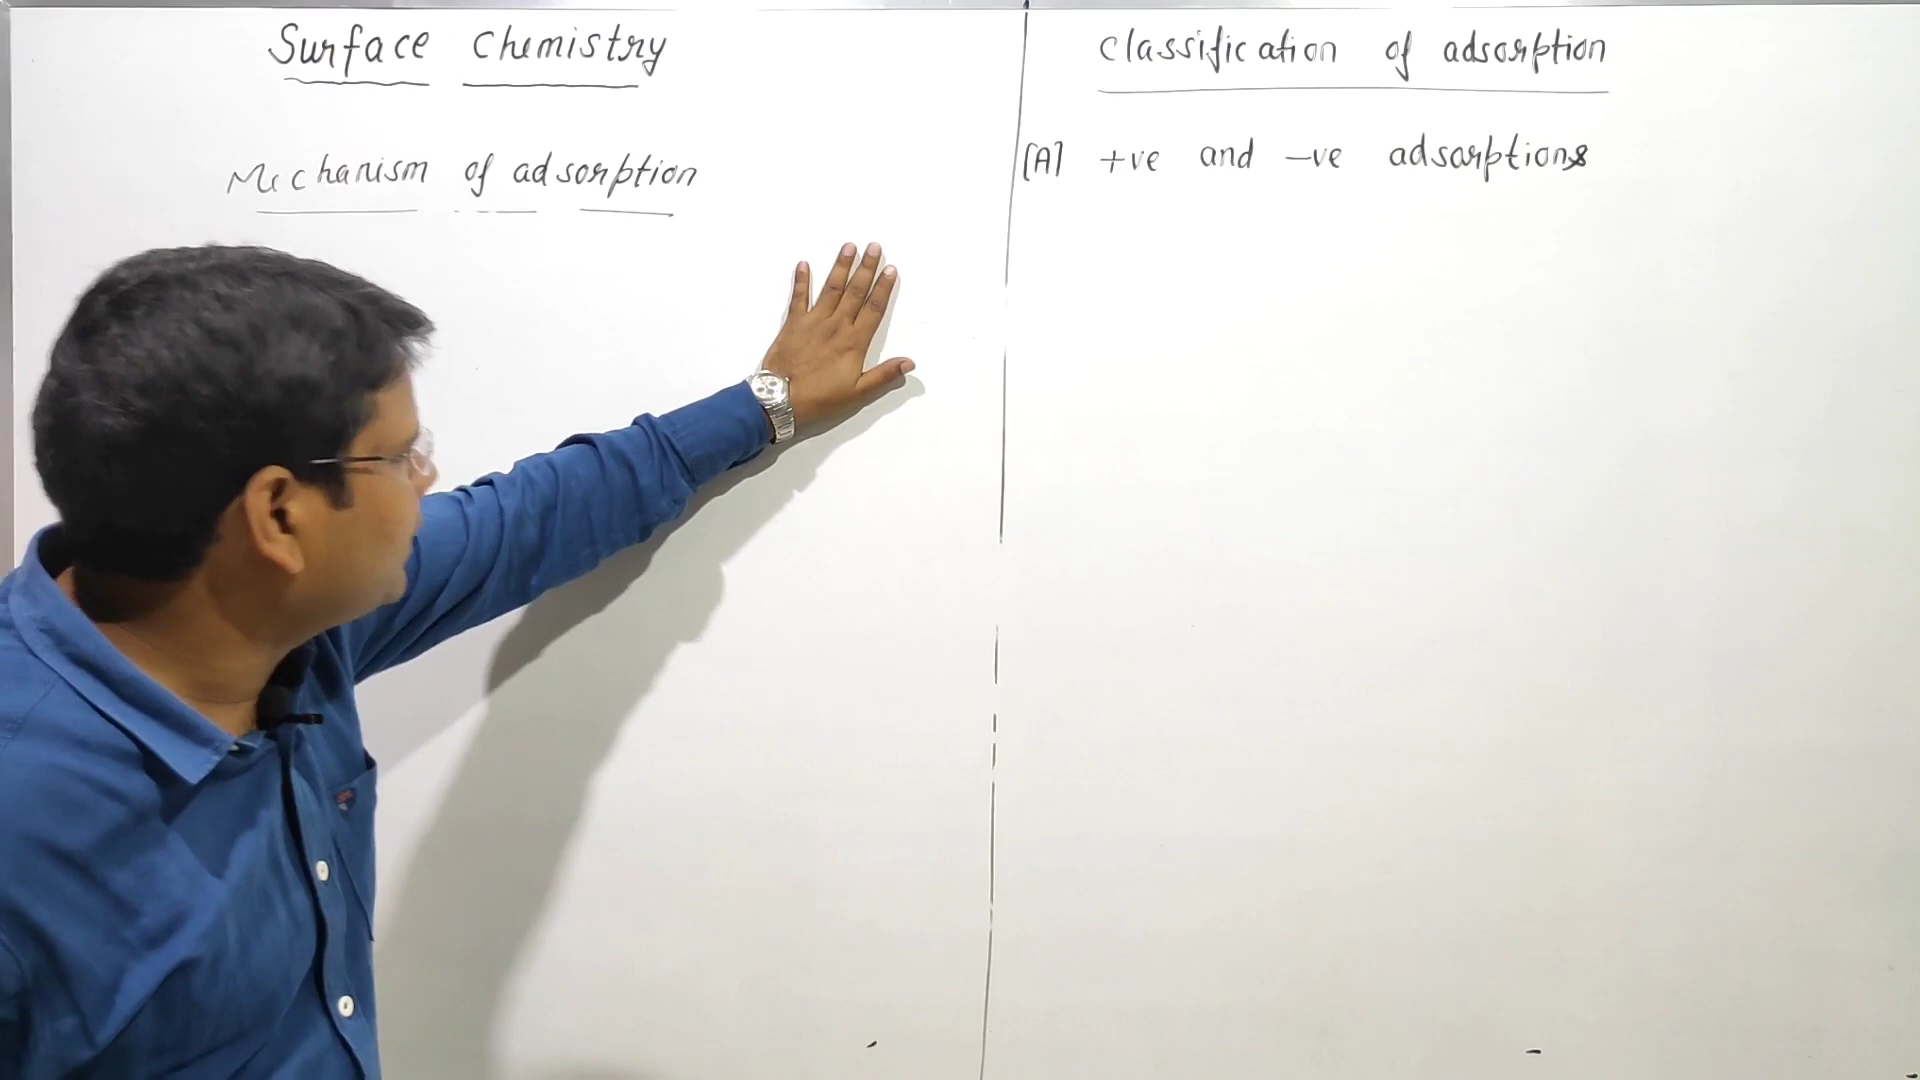 Surface Chemistry
Mechanism of adsorption
Classification of adsorption
[A] +ve and -ve adsorptions